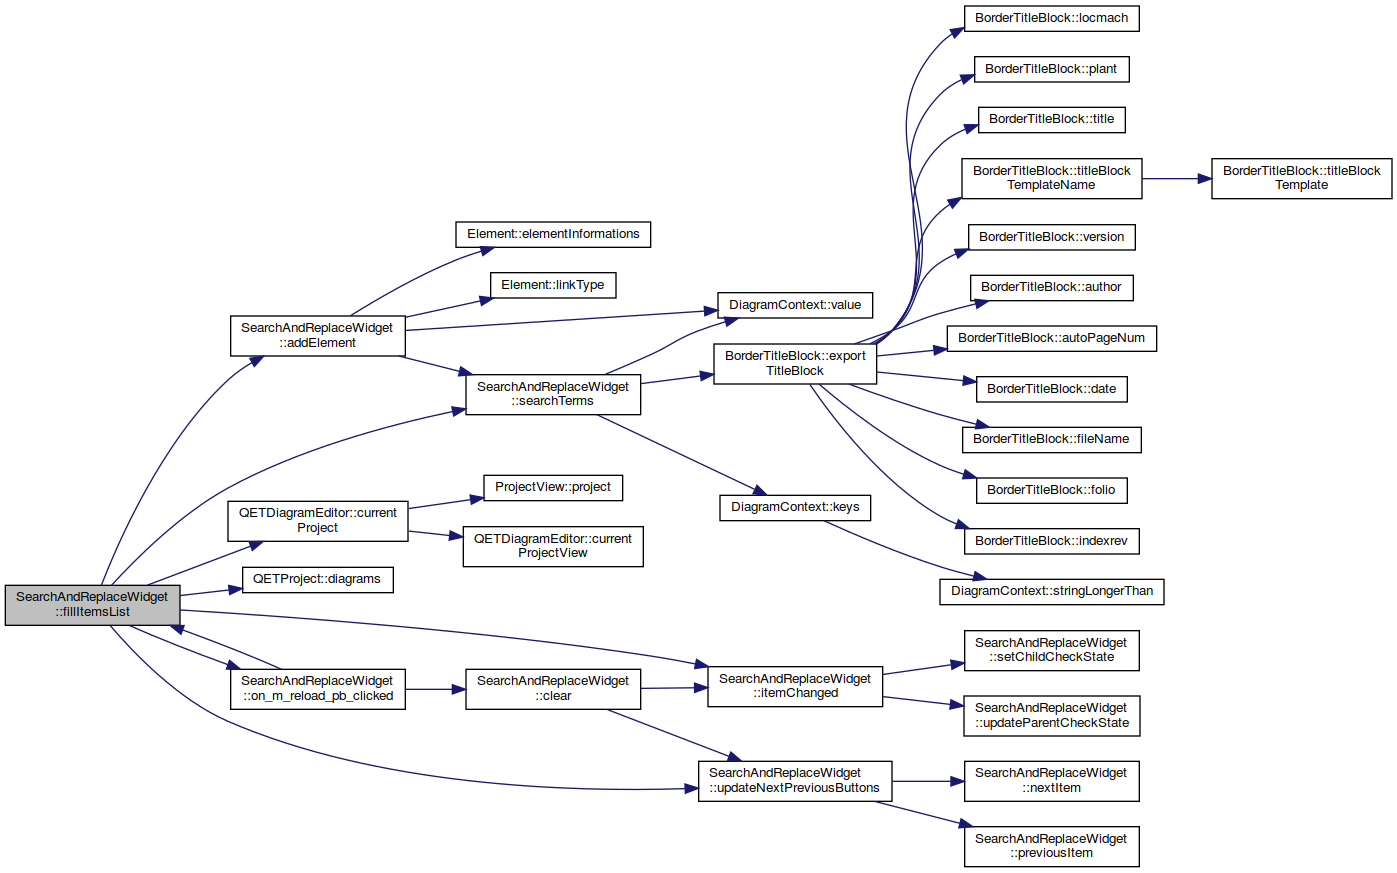 SearchAndReplaceWidget
::fillItemsList
SearchAndReplaceWidget
::addElement
QETDiagramEditor::current
Project
QETProject::diagrams
SearchAndReplaceWidget
::on_m_reload_pb_clicked
Element::elementInformations
Element::linkType
SearchAndReplaceWidget
::searchTerms
ProjectView::project
QETDiagramEditor::current
ProjectView
SearchAndReplaceWidget
::clear
DiagramContext::value
BorderTitleBlock::export
TitleBlock
DiagramContext::keys
SearchAndReplaceWidget
::itemChanged
SearchAndReplaceWidget
::updateNextPreviousButtons
BorderTitleBlock::locmach
BorderTitleBlock::plant
BorderTitleBlock::title
BorderTitleBlock::titleBlock
TemplateName
BorderTitleBlock::version
BorderTitleBlock::author
BorderTitleBlock::autoPageNum
BorderTitleBlock::date
BorderTitleBlock::fileName
BorderTitleBlock::folio
BorderTitleBlock::indexrev
DiagramContext::stringLongerThan
SearchAndReplaceWidget
::setChildCheckState
SearchAndReplaceWidget
::updateParentCheckState
SearchAndReplaceWidget
::nextItem
SearchAndReplaceWidget
::previousItem
BorderTitleBlock::titleBlock
Template